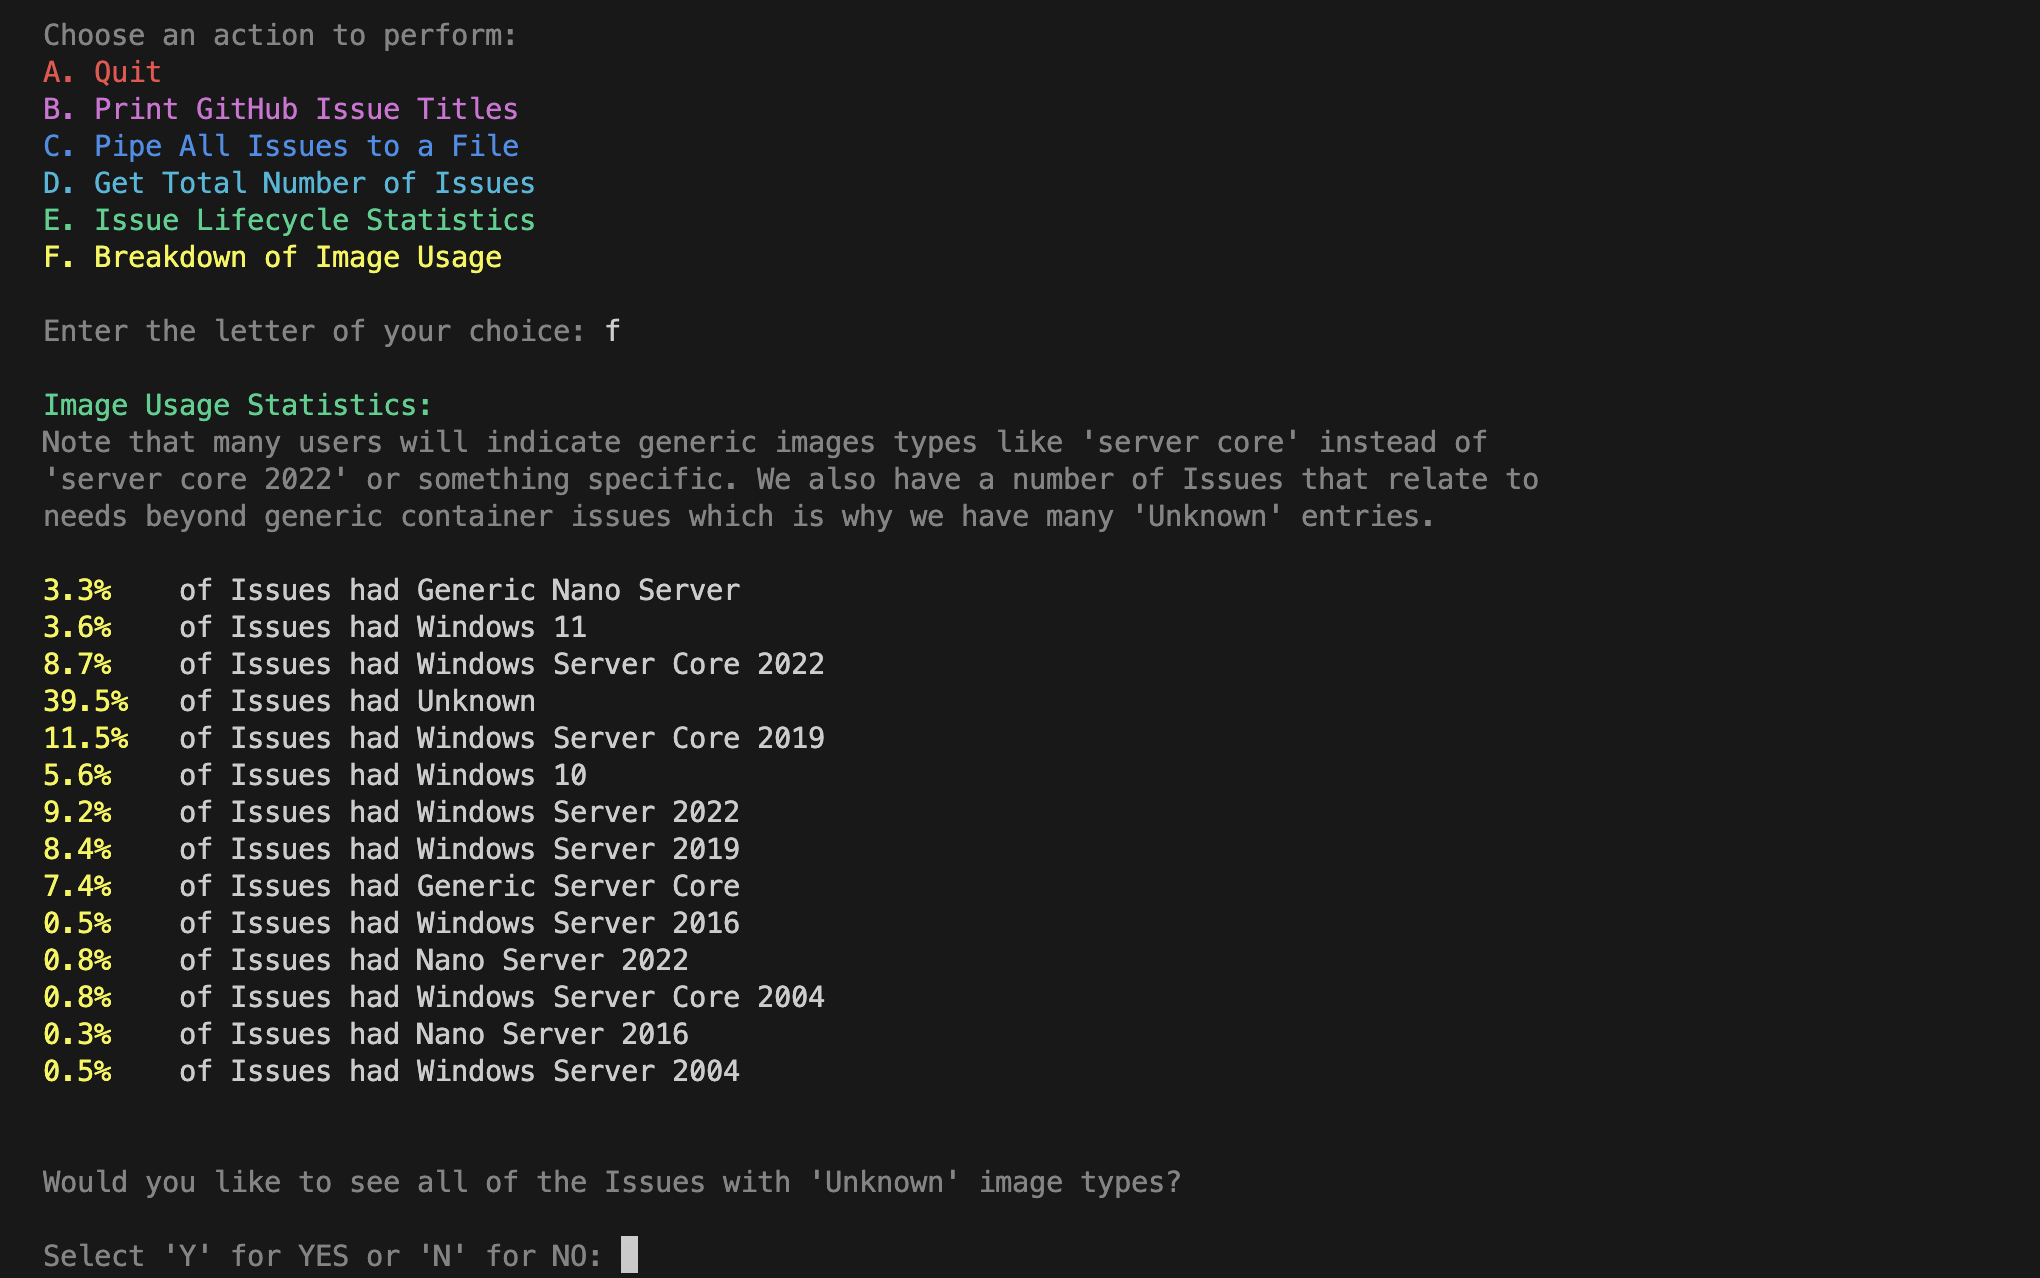 Choose an action to perform:
A. Quit
B. Print GitHub Issue Titles
C. Pipe All Issues to a File
D. Get Total Number of Issues
E. Issue Lifecycle Statistics
F. Breakdown of Image Usage
Enter the letter of your choice: f
Image Usage Statistics:
Note that many users will indicate generic images types like 'server core' instead of
'server core 2022' or something specific. We also have a number of Issues that relate to
needs beyond generic container issues which is why we have many 'Unknown' entries.
3.3% of Issues had Generic Nano Server
3.6% of Issues had Windows 11
8.7% of Issues had Windows Server Core 2022
39.5% of Issues had Unknown
11.5% of Issues had Windows Server Core 2019
5.6% of Issues had Windows 10
9.2% of Issues had Windows Server 2022
8.4% of Issues had Windows Server 2019
7.4% of Issues had Generic Server Core
0.5% of Issues had Windows Server 2016
0.8% of Issues had Nano Server 2022
0.8% of Issues had Windows Server Core 2004
0.3% of Issues had Nano Server 2016
0.5% of Issues had Windows Server 2004
Would you like to see all of the Issues with 'Unknown' image types?
Select 'Y' for YES or 'N' for NO: